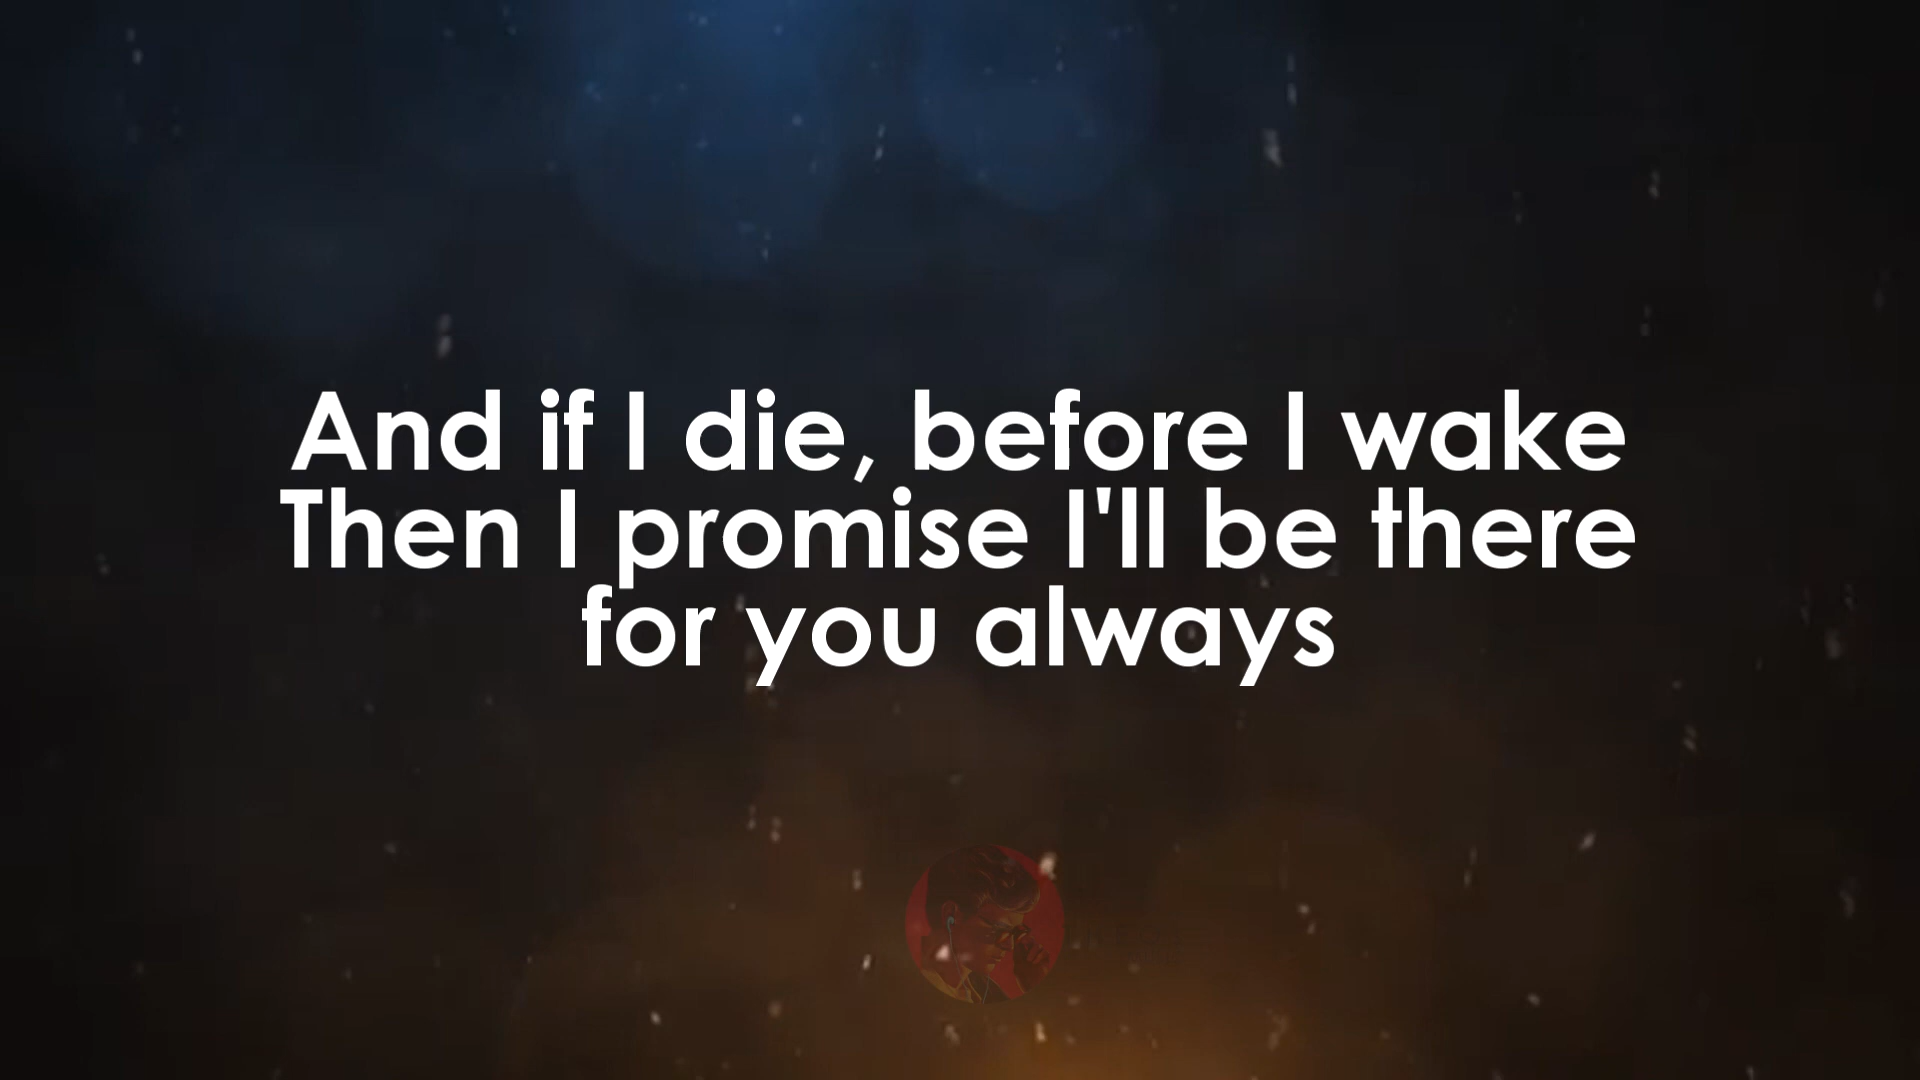 And if I die, before I wake
Then I promise I'll be there
for you always